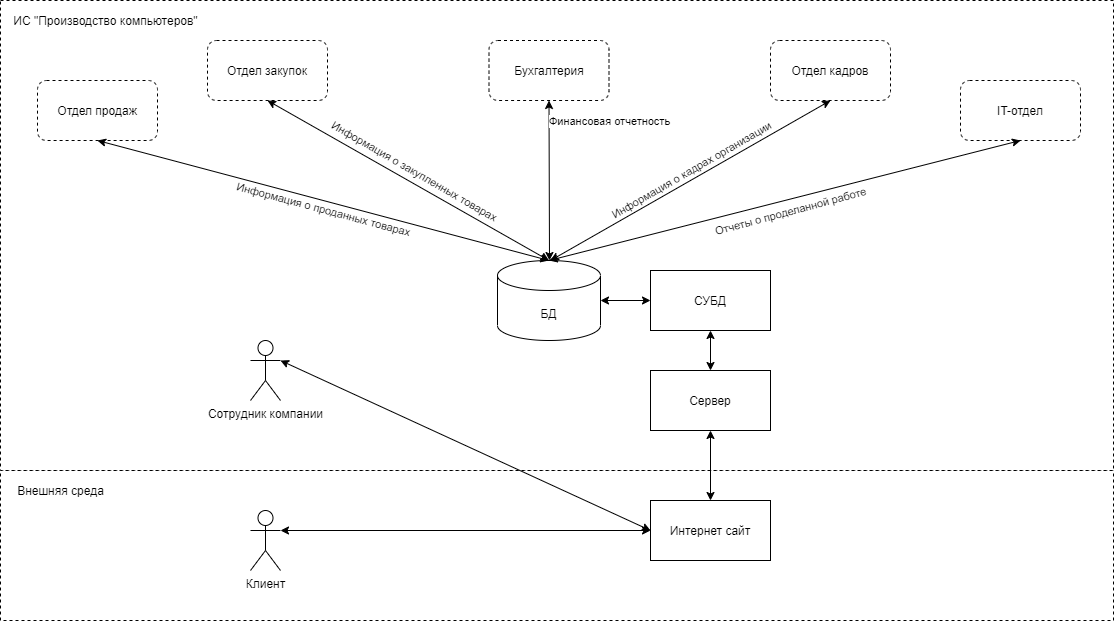 ИС "Производство компьютеров"
Отдел закупок
Бухгалтерия
Отдел кадров
Отдел продаж
IT-отдел
Финансовая отчетность
Информация о закупленных товарах
Информация о кадрах организации
Информация о проданных товарах
Отчеты о проделанной работе
БД
СУБД
Сервер
Сотрудник компании
Внешняя среда
Интернет сайт
Клиент